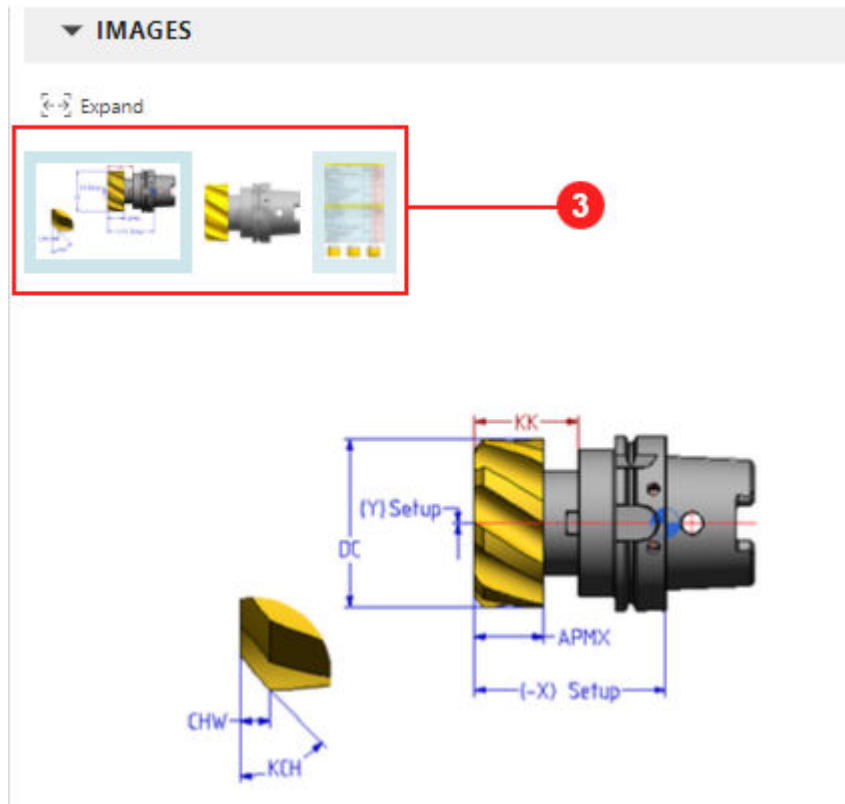 IMAGES
Expand
3
KK
(Y) Setup
DC
APMX
(-X) Setup
CHW
KCH